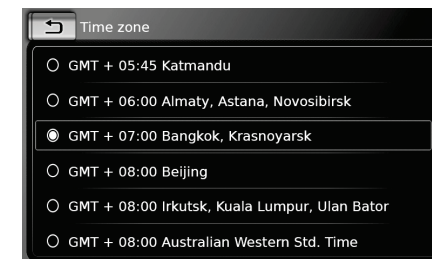 Time zone
GMT + 05:45 Katmandu
GMT + 06:00 Almaty, Astana, Novosibirsk
GMT + 07:00 Bangkok, Krasnoyarsk
GMT + 08:00 Beijing
GMT + 08:00 Irkutsk, Kuala Lumpur, Ulan Bator
GMT + 08:00 Australian Western Std. Time